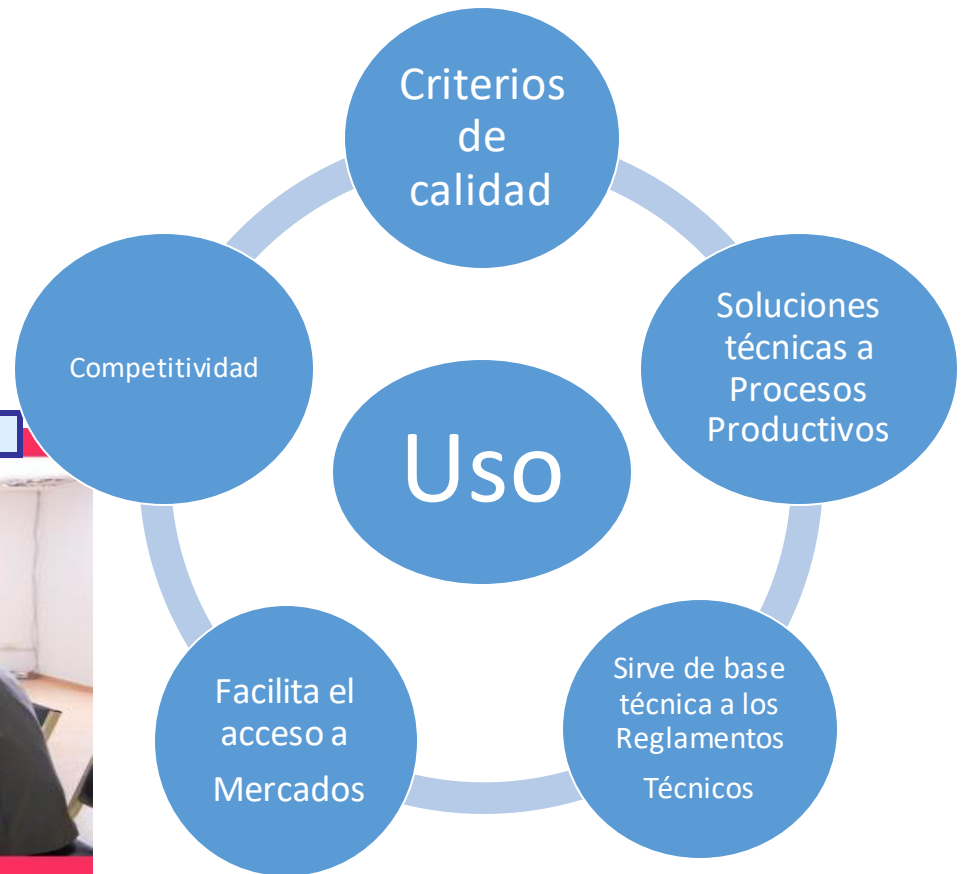 Criterios
de
calidad
Soluciones
técnicas a
Procesos
Productivos
Sirve de base
técnica a los
Reglamentos
Técnicos
Facilita el
acceso a
Mercados
Competitividad
Uso